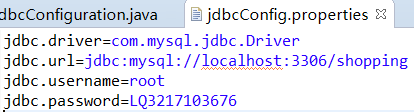 dbcConfiguration.java
jdbcConfig.properties
jdbc.driver=com.mysql.jdbc.Driver
jdbc.url=jdbc:mysql://localhost:3306/shopping
jdbc.username=root
jdbc.password=LQ3217103676